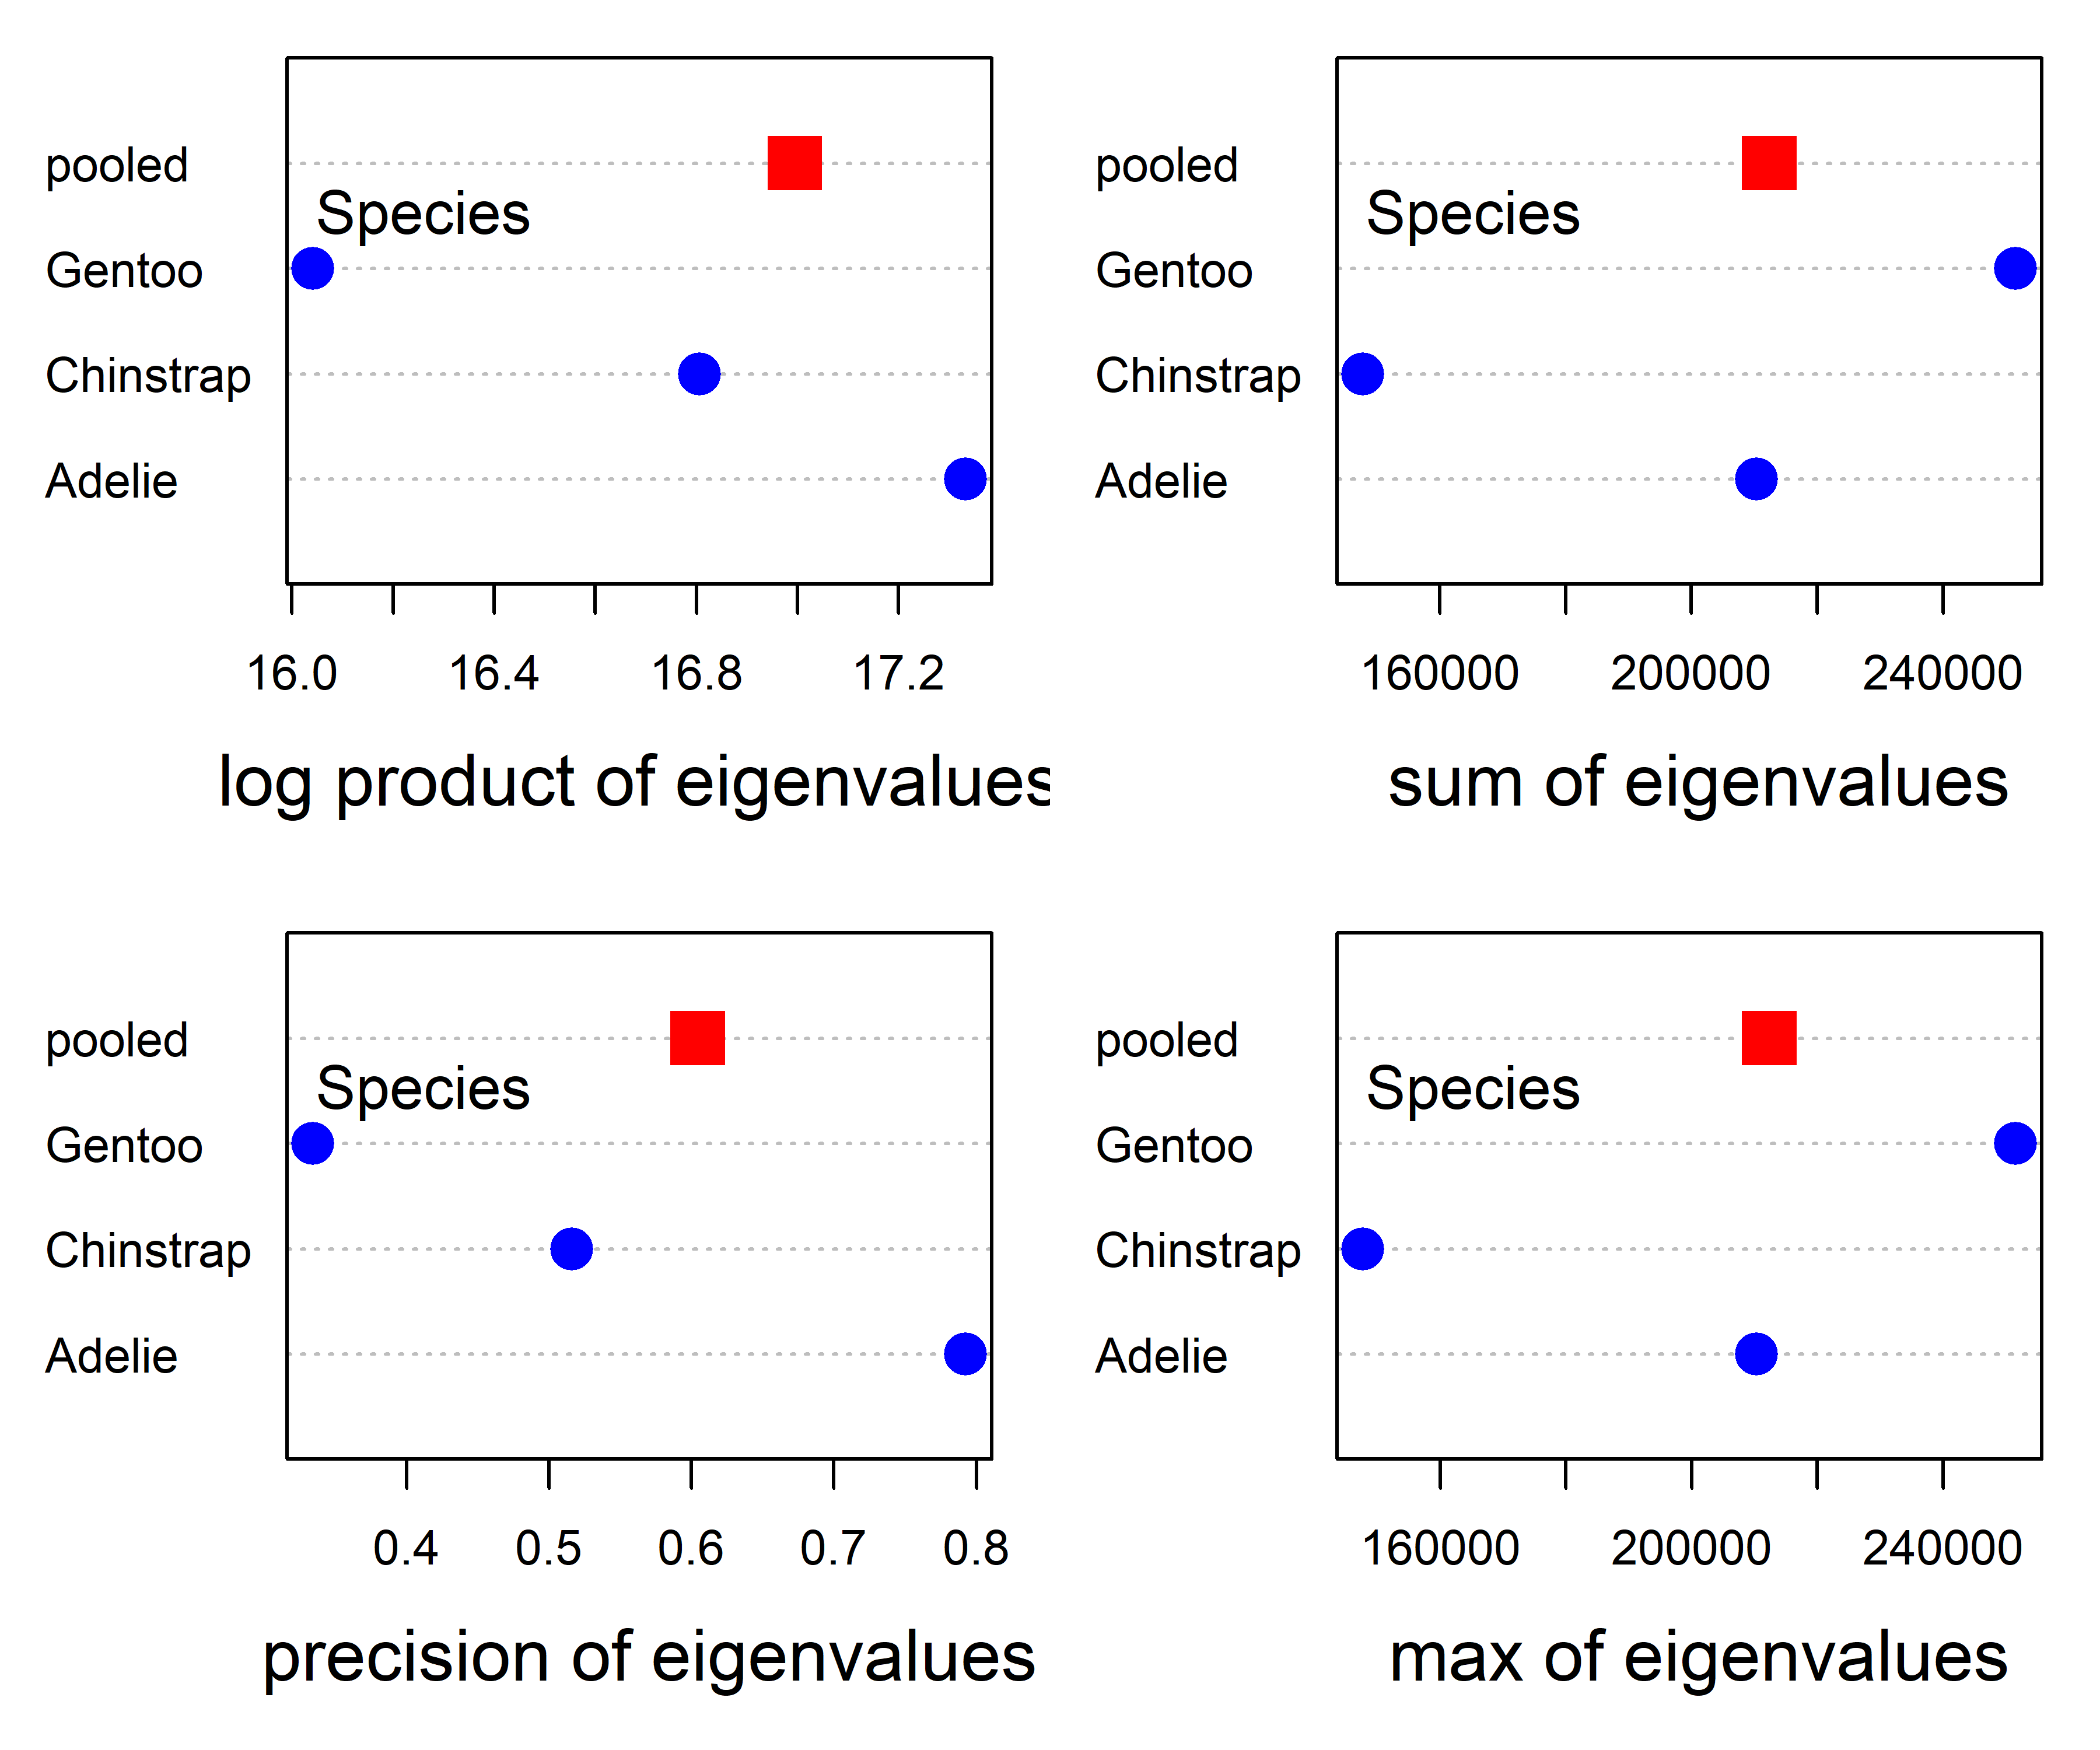 pooled
Species
Gentoo
Chinstrap
Adelie
16.0 16.4 16.8 17.2
log product of eigenvalues
pooled
Species
Gentoo
Chinstrap
Adelie
160000 200000 240000
sum of eigenvalues
pooled
Species
Gentoo
Chinstrap
Adelie
0.4 0.5 0.6 0.7 0.8
precision of eigenvalues
pooled
Species
Gentoo
Chinstrap
Adelie
160000 200000 240000
max of eigenvalues